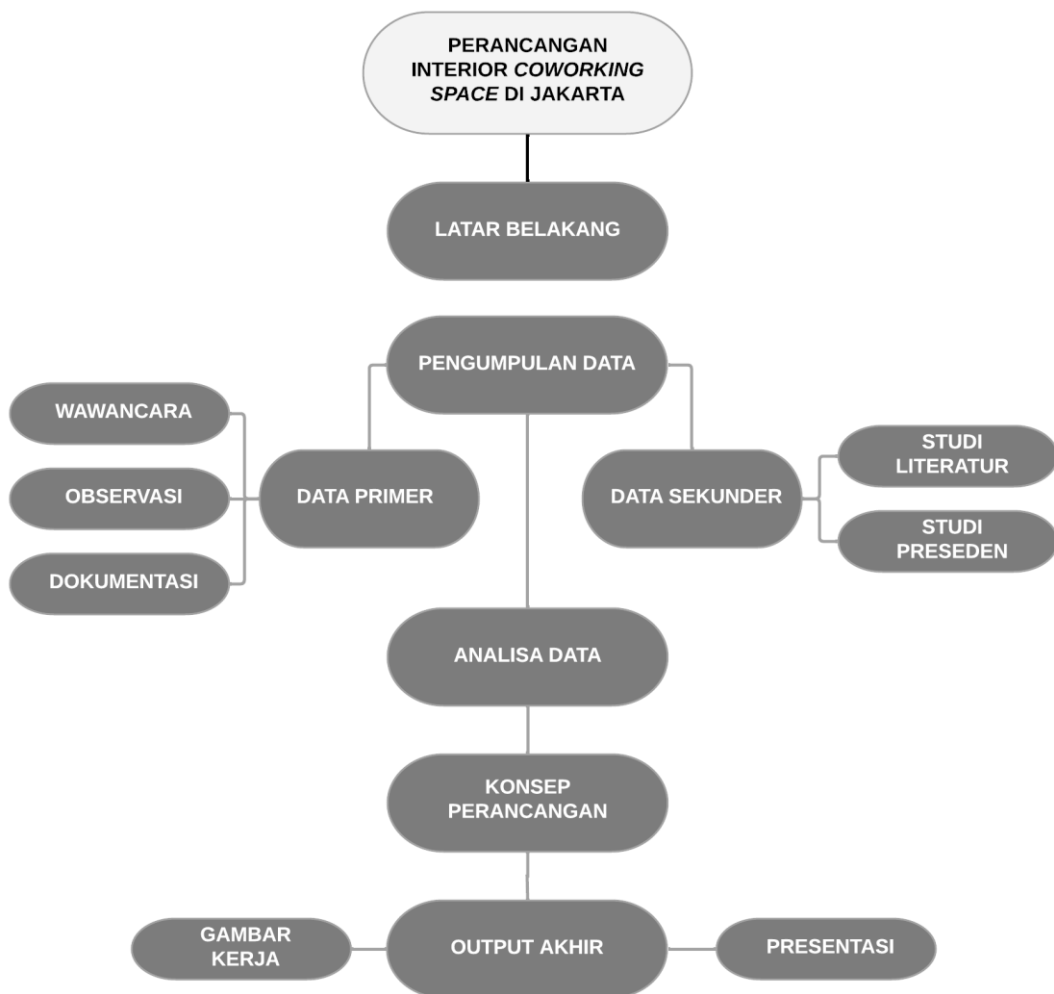 PERANCANGAN
INTERIOR COWORKING
SPACE DI JAKARTA
LATAR BELAKANG
PENGUMPULAN DATA
WAWANCARA
OBSERVASI
DOKUMENTASI
DATA PRIMER
DATA SEKUNDER
STUDI
LITERATUR
STUDI
PRESEDEN
ANALISA DATA
KONSEP
PERANCANGAN
GAMBAR
KERJA
OUTPUT AKHIR
PRESENTASI